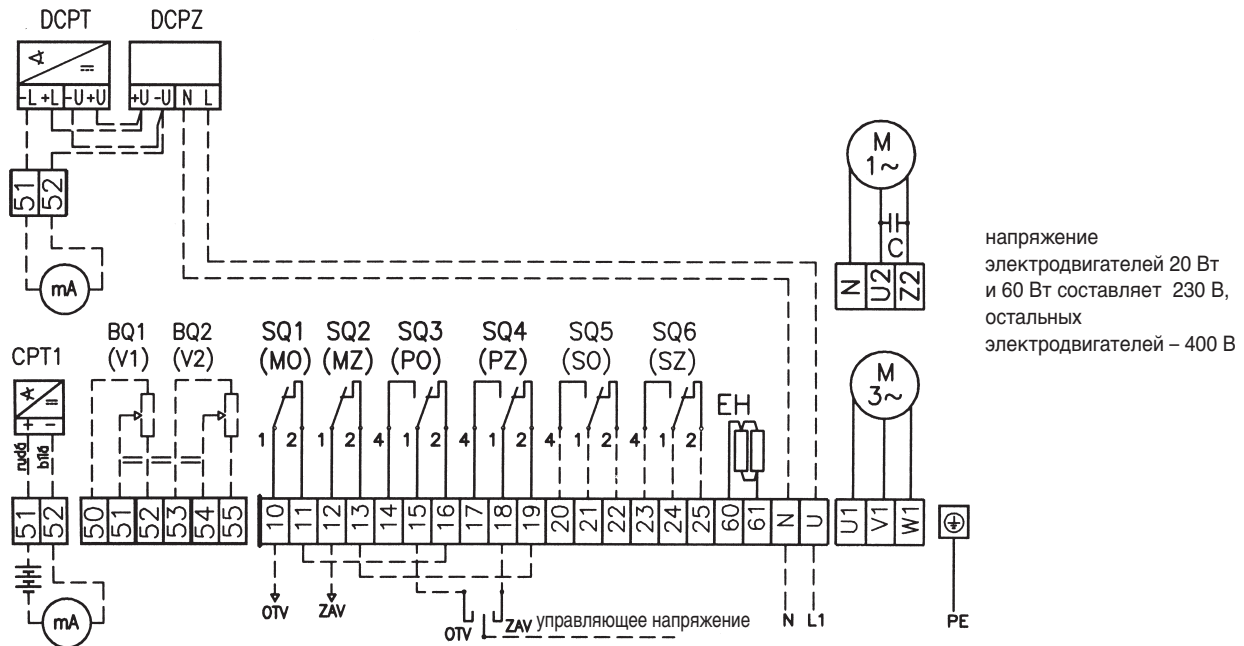 DCPT DCPZ
-L +L -U +U +U -U N L
51 52
mA
M
1~
C
N U2 Z2
напряжение
электродвигателей 20 Вт
и 60 Вт составляет 230 В,
остальных
электродвигателей – 400 В
CPT1
BQ1 BQ2 SQ1 SQ2 SQ3 SQ4 SQ5 SQ6
(V1) (V2) (MO) (MZ) (PO) (PZ) (SO) (SZ)
M
3~
EH
+ −
1 2 1 2 4 1 2 4 1 2 4 1 2 4 1 2
rudá bílá
51 52 50 51 52 53 54 55 10 11 12 13 14 15 16 17 18 19 20 21 22 23 24 25 60 61 N U U1 V1 W1
mA
OTV ZAV OTV ZAV управляющее напряжение N L1 PE